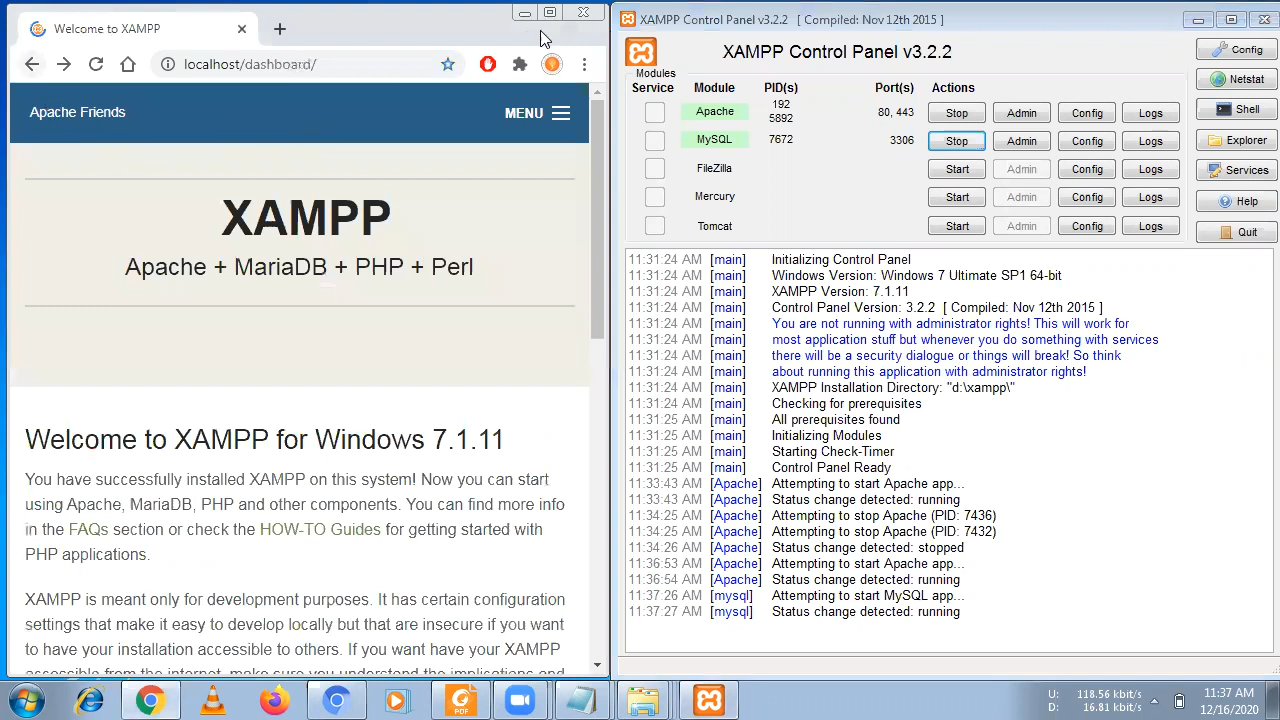 Welcome to XAMPP
localhost/dashboard/
Apache Friends
MENU
XAMPP
Apache + MariaDB + PHP + Perl
Welcome to XAMPP for Windows 7.1.11
You have successfully installed XAMPP on this system! Now you can start
using Apache, MariaDB, PHP and other components. You can find more info
in the FAQs section or check the HOW-TO Guides for getting started with
PHP applications.
XAMPP is meant only for development purposes. It has certain configuration
settings that make it easy to develop locally but that are insecure if you want
to have your installation accessible to others. If you want have your XAMPP
accessible from the internet, make sure you understand the implications and
XAMPP Control Panel v3.2.2 [ Compiled: Nov 12th 2015 ]
XAMPP Control Panel v3.2.2
Config
Netstat
Shell
Explorer
Services
Help
Quit
Modules
Service Module PID(s) Port(s) Actions
Apache 192 5892 80, 443 Stop Admin Config Logs
MySQL 7672 3306 Stop Admin Config Logs
FileZilla Start Admin Config Logs
Mercury Start Admin Config Logs
Tomcat Start Admin Config Logs
11:31:24 AM [main] Initializing Control Panel
11:31:24 AM [main] Windows Version: Windows 7 Ultimate SP1 64-bit
11:31:24 AM [main] XAMPP Version: 7.1.11
11:31:24 AM [main] Control Panel Version: 3.2.2 [ Compiled: Nov 12th 2015 ]
11:31:24 AM [main] You are not running with administrator rights! This will work for
11:31:24 AM [main] most application stuff but whenever you do something with services
11:31:24 AM [main] there will be a security dialogue or things will break! So think
11:31:24 AM [main] about running this application with administrator rights!
11:31:24 AM [main] XAMPP Installation Directory: "d:\xampp\"
11:31:24 AM [main] Checking for prerequisites
11:31:25 AM [main] All prerequisites found
11:31:25 AM [main] Initializing Modules
11:31:25 AM [main] Starting Check-Timer
11:31:25 AM [main] Control Panel Ready
11:33:43 AM [Apache] Attempting to start Apache app...
11:33:43 AM [Apache] Status change detected: running
11:34:25 AM [Apache] Attempting to stop Apache (PID: 7436)
11:34:25 AM [Apache] Attempting to stop Apache (PID: 7432)
11:34:26 AM [Apache] Status change detected: stopped
11:36:53 AM [Apache] Attempting to start Apache app...
11:36:54 AM [Apache] Status change detected: running
11:37:26 AM [mysql] Attempting to start MySQL app...
11:37:27 AM [mysql] Status change detected: running
PDF
U: 118.56 kbit/s
D: 16.81 kbit/s
11:37 AM
12/16/2020